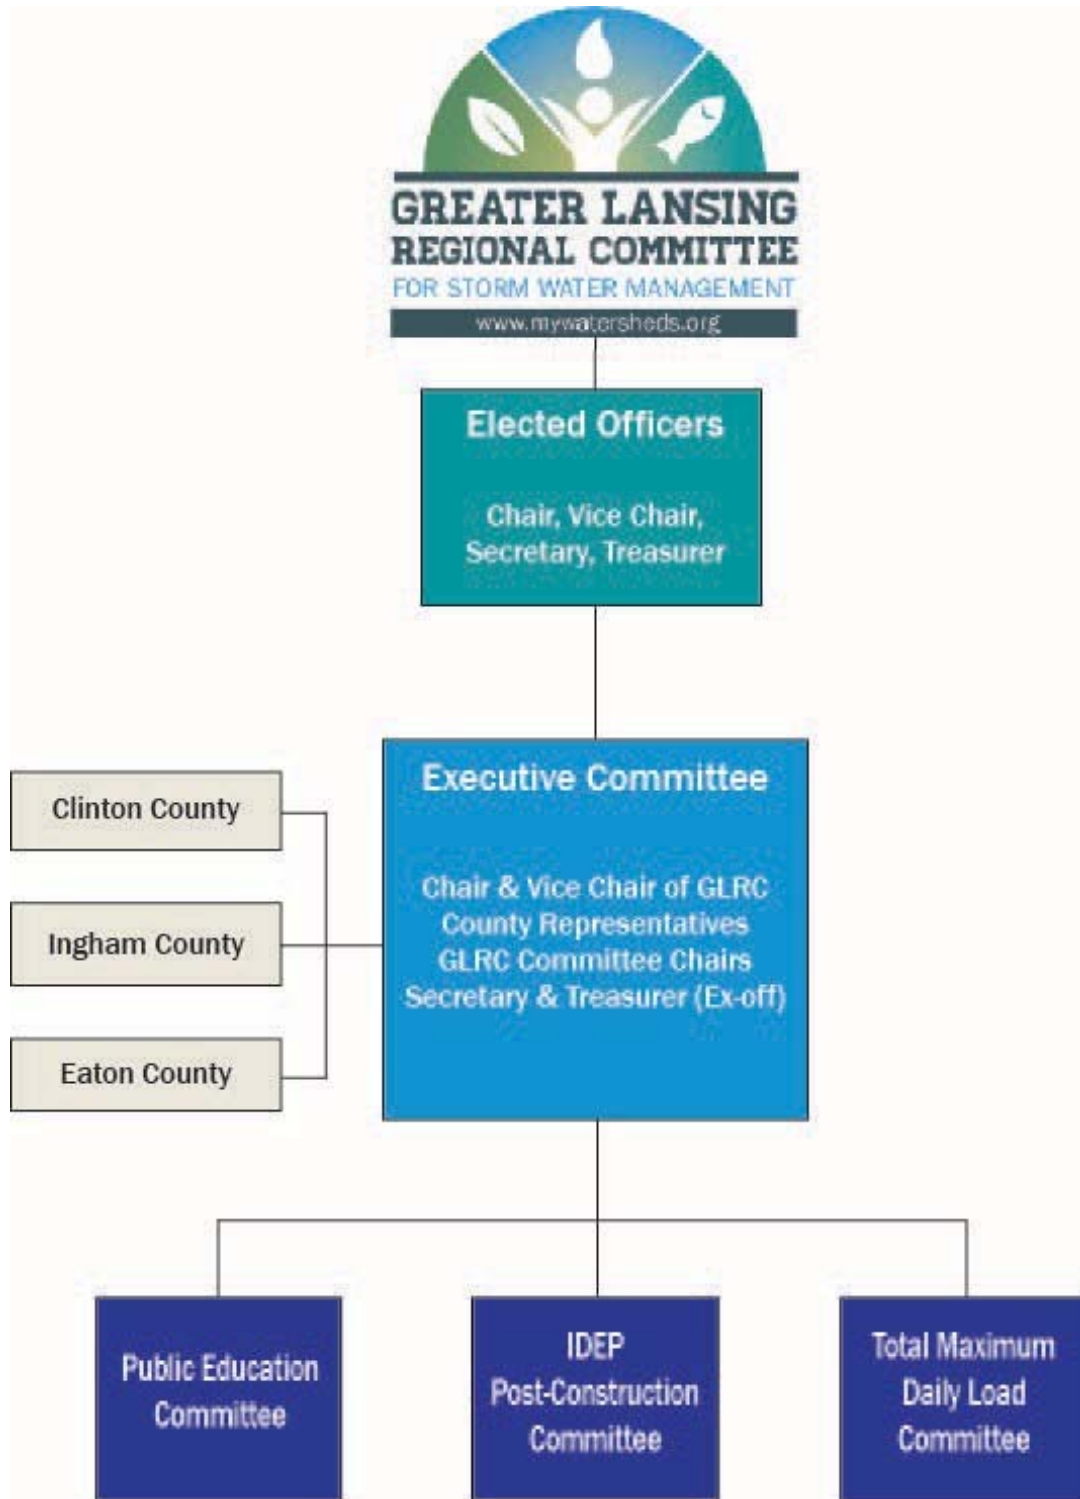 GREATER LANSING
REGIONAL COMMITTEE
FOR STORM WATER MANAGEMENT
www.mywatersheds.org
Elected Officers
Chair, Vice Chair,
Secretary, Treasurer
Executive Committee
Chair & Vice Chair of GLRC
County Representatives
GLRC Committee Chairs
Secretary & Treasurer (Ex-off)
Clinton County
Ingham County
Eaton County
Public Education
Committee
IDEP
Post-Construction
Committee
Total Maximum
Daily Load
Committee